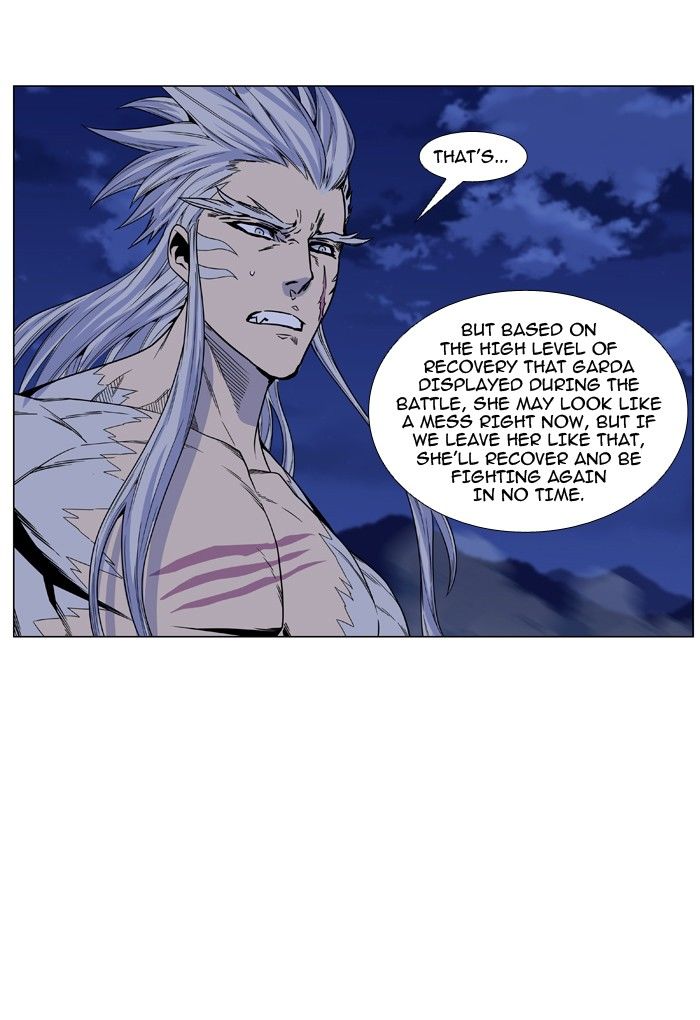 THAT'S...
BUT BASED ON
THE HIGH LEVEL OF
RECOVERY THAT GARDA
DISPLAYED DURING THE
BATTLE, SHE MAY LOOK LIKE
A MESS RIGHT NOW, BUT IF
WE LEAVE HER LIKE THAT,
SHE'LL RECOVER AND BE
FIGHTING AGAIN
IN NO TIME.